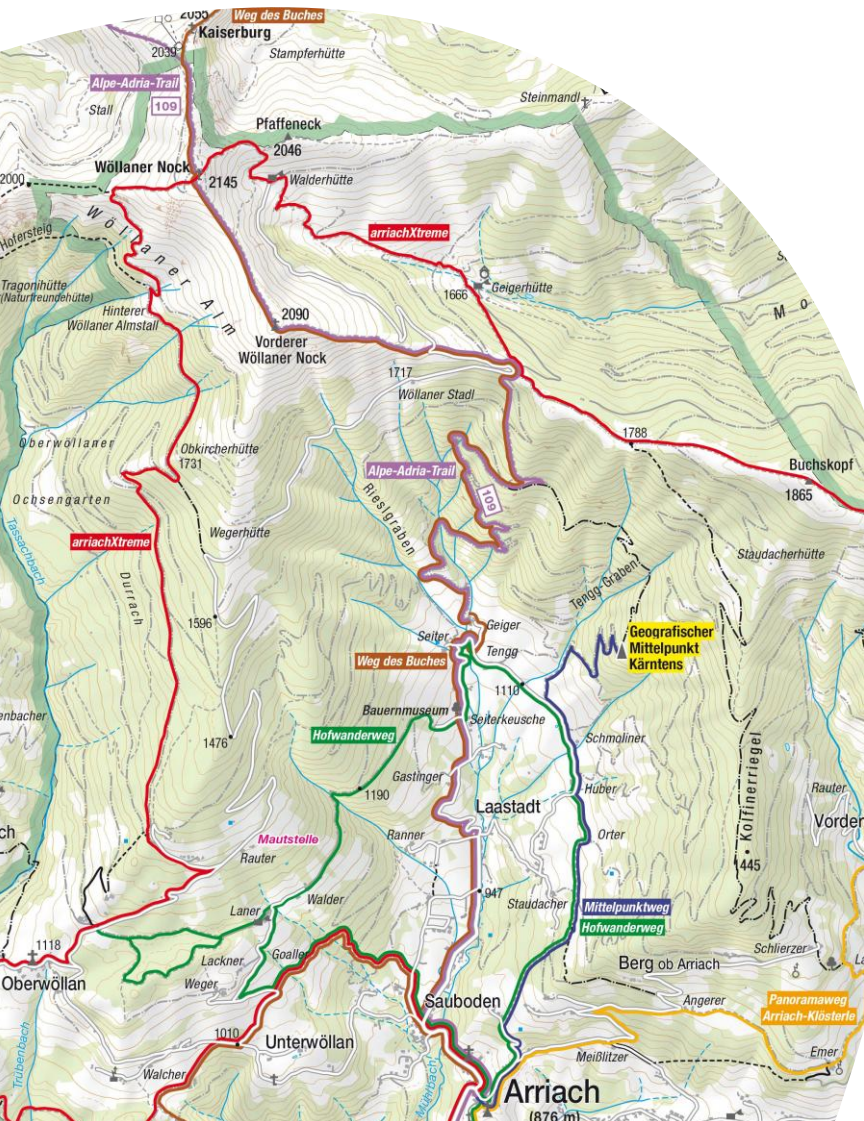 2055
Weg des Buches
Kaiserburg
2039
Stampferhütte
Alpe-Adria-Trail
109
Stall
Steinmandl
Pfaffeneck
2046
Wöllaner Nock
2145
Walderhütte
2000
Wöllaner Alm
Hofersteig
arriachXtreme
Tragonihütte
(Naturfreundehütte)
1666
Geigerhütte
Hinterer
Wöllaner Almstall
2090
Vorderer
Wöllaner Nock
1717
Wöllaner Stadl
Oberwöllaner
Ochsengarten
Obkircherhütte
1731
1788
Buchskopf
1865
Alpe-Adria-Trail
109
Rieslgraben
Tassachbach
arriachXtreme
Wegerhütte
Staudacherhütte
Durrach
1596
Tengg-Graben
Geografischer
Mittelpunkt
Kärntens
Geiger
Seiter
Tengg
Weg des Buches
1110
Bauernmuseum
Seiterkeusche
Hofwanderweg
1476
Schmoliner
Kolfinerriegel
Gastinger
1190
Huber
Laastadt
Rauter
Vorder
Ranner
Orter
Mautstelle
Rauter
1445
947
Walder
Staudacher
Mittelpunktweg
Hofwanderweg
Laner
1118
Oberwöllan
Lackner
Goaller
Weger
Schlierzer
Berg ob Arriach
Sauboden
Angerer
Panoramaweg
Arriach-Klösterle
1010
Unterwöllan
Trubenbach
Mühlbach
Meißlitzer
Emer
Walcher
Arriach
(876 m)